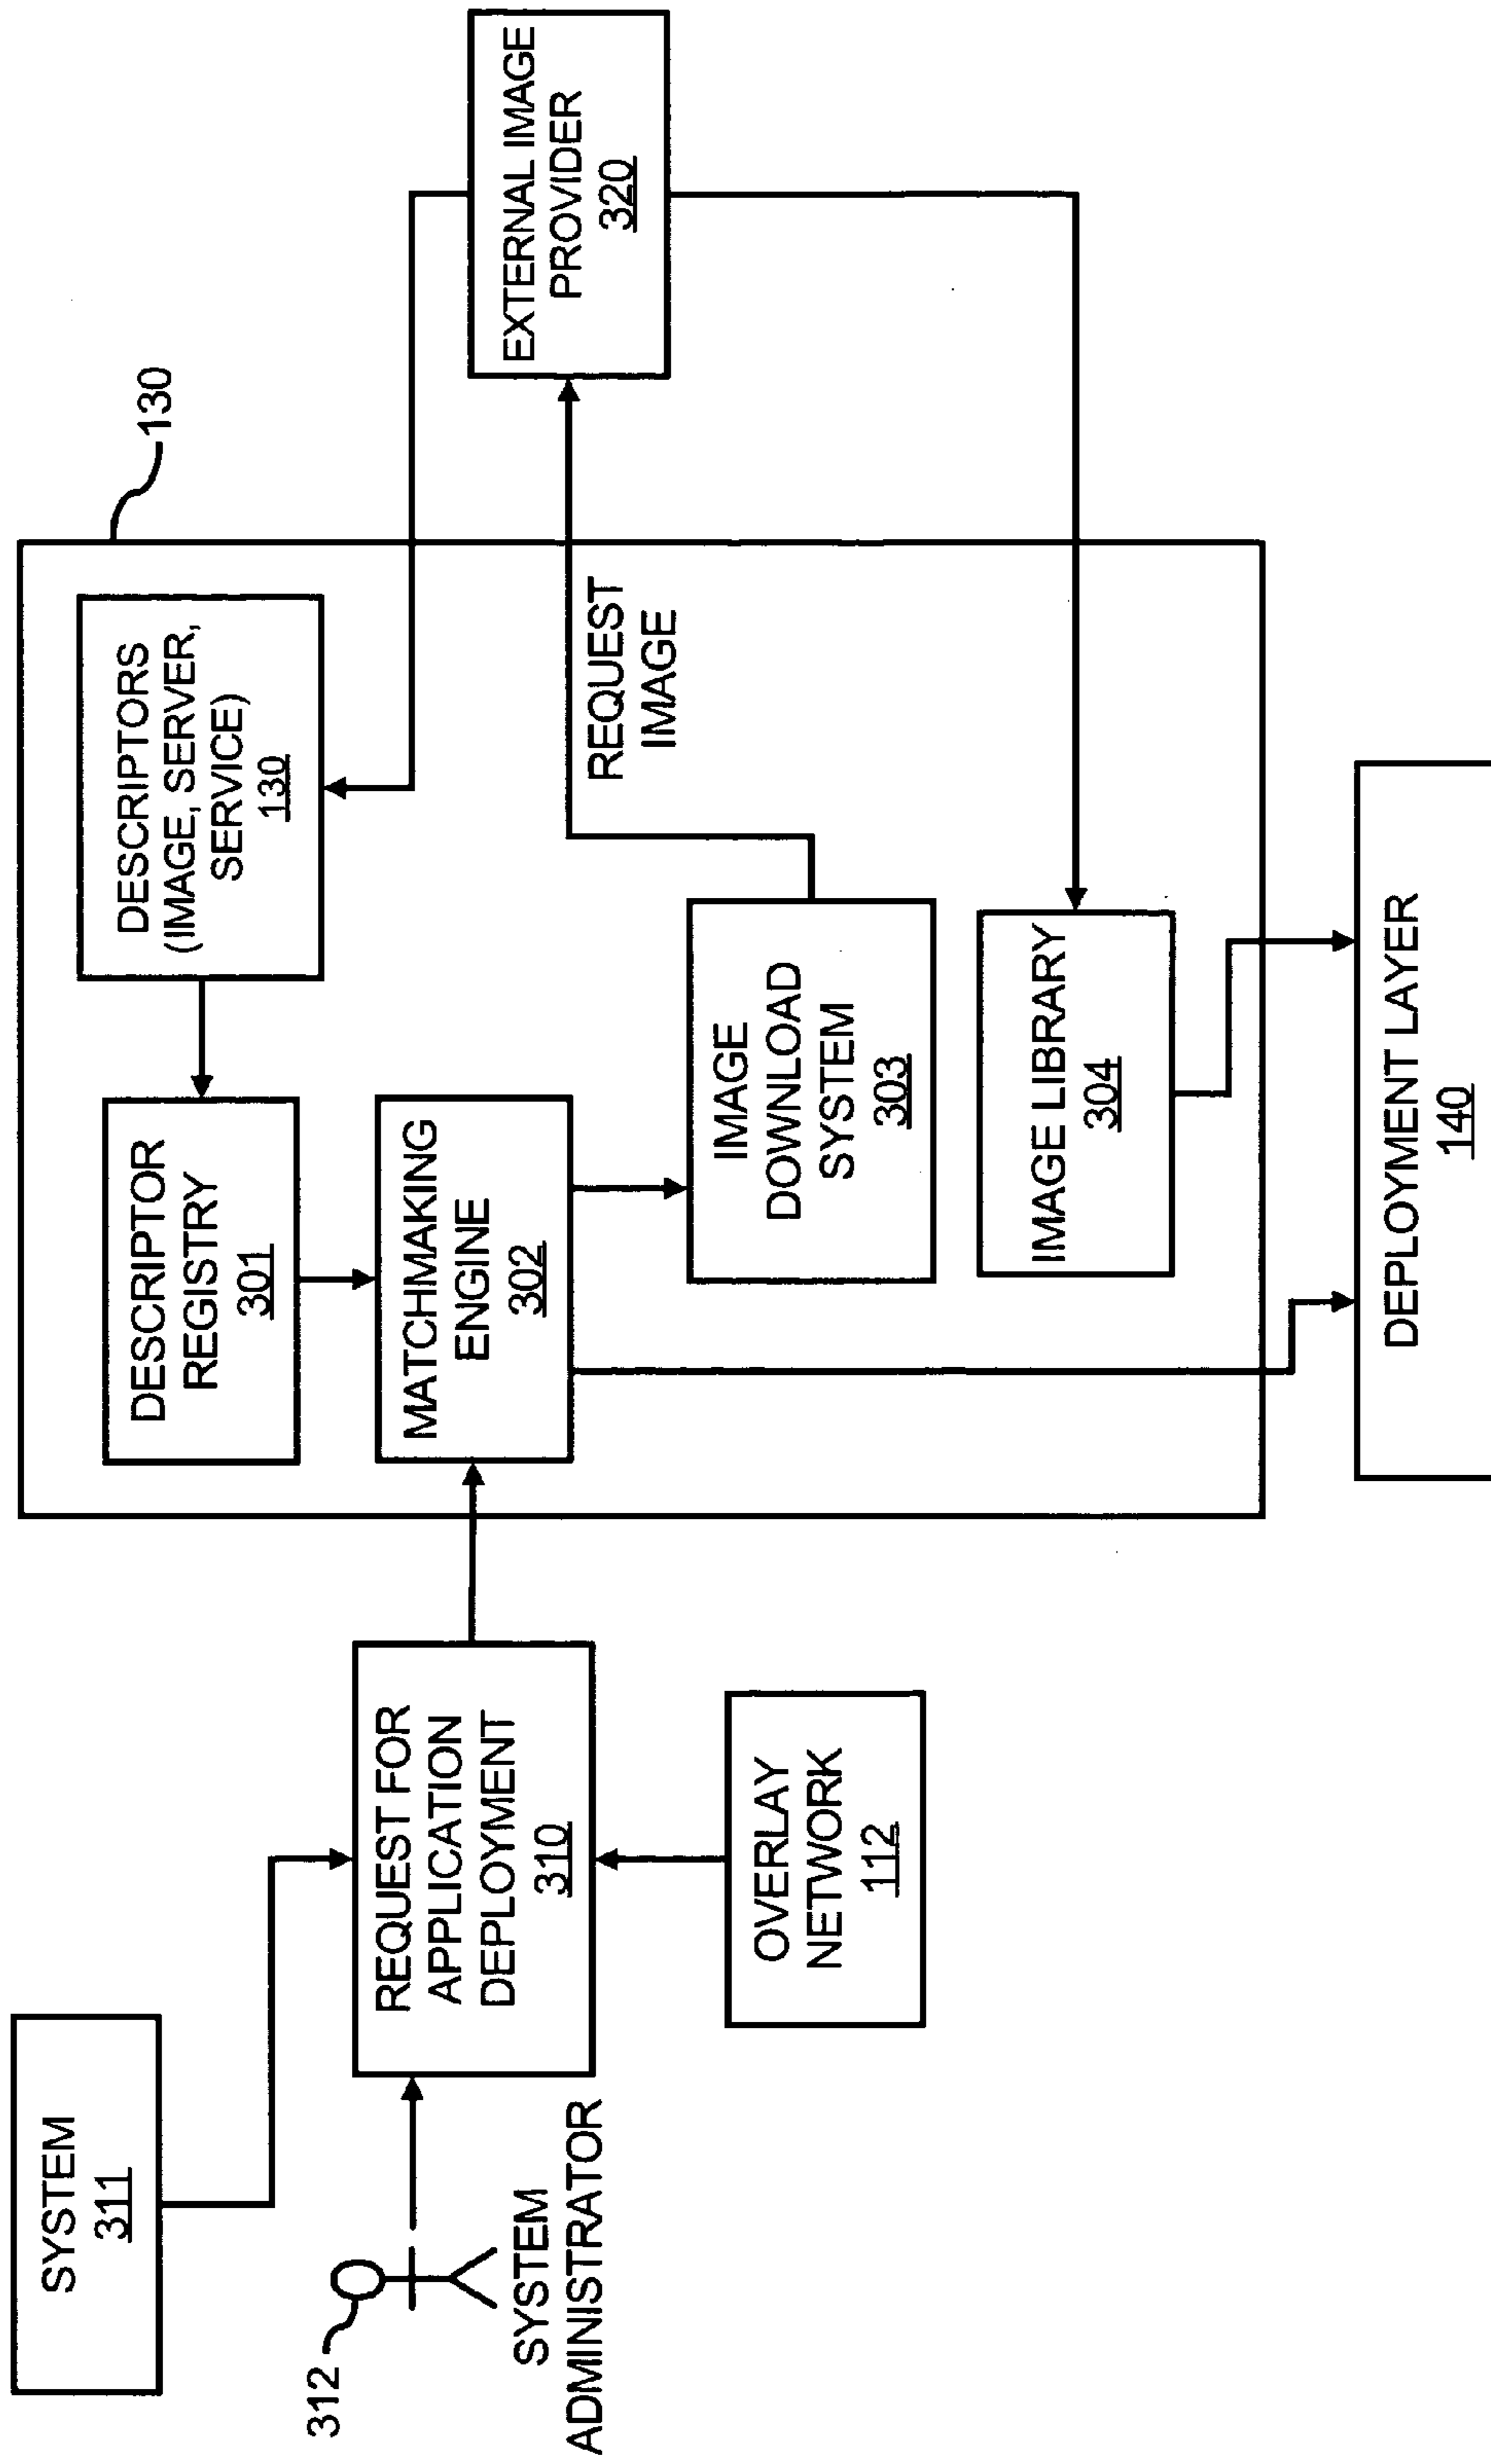 SYSTEM
311
312
SYSTEM
ADMINISTRATOR
REQUEST FOR
APPLICATION
DEPLOYMENT
310
OVERLAY
NETWORK
112
130
DESCRIPTOR
REGISTRY
301
DESCRIPTORS
(IMAGE, SERVER,
SERVICE)
130
MATCHMAKING
ENGINE
302
IMAGE
DOWNLOAD
SYSTEM
303
REQUEST
IMAGE
IMAGE LIBRARY
304
EXTERNAL IMAGE
PROVIDER
320
DEPLOYMENT LAYER
140